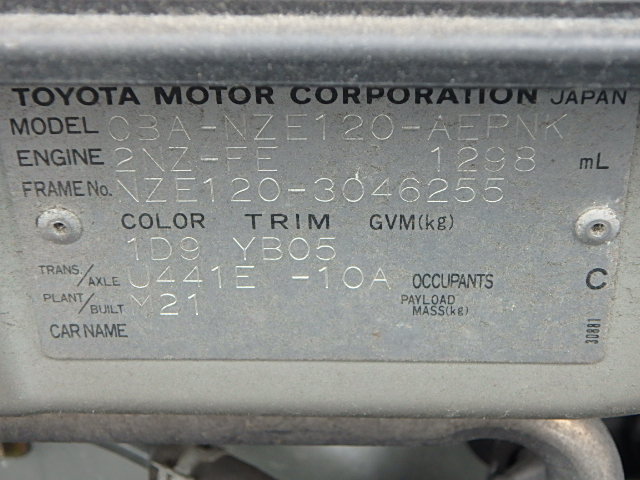 TOYOTA MOTOR CORPORATION JAPAN
MODEL CBA-NZE120-AEPNK
ENGINE 2NZ-FE 1298 mL
FRAME No. NZE120-3046255
COLOR TRIM GVM(kg)
1D9 YB05
TRANS./AXLE U441E -10A OCCUPANTS C
PLANT/BUILT M21 PAYLOAD MASS(kg)
CAR NAME
30881